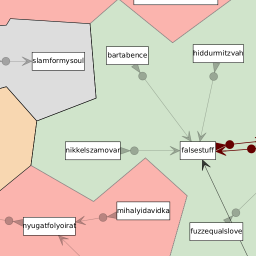 hiddurmitzvah
bartabence
slamformysoul
nikkelszamovar
falsestuff
mihalyidavidka
nyugatfolyoirat
fuzzequalslove